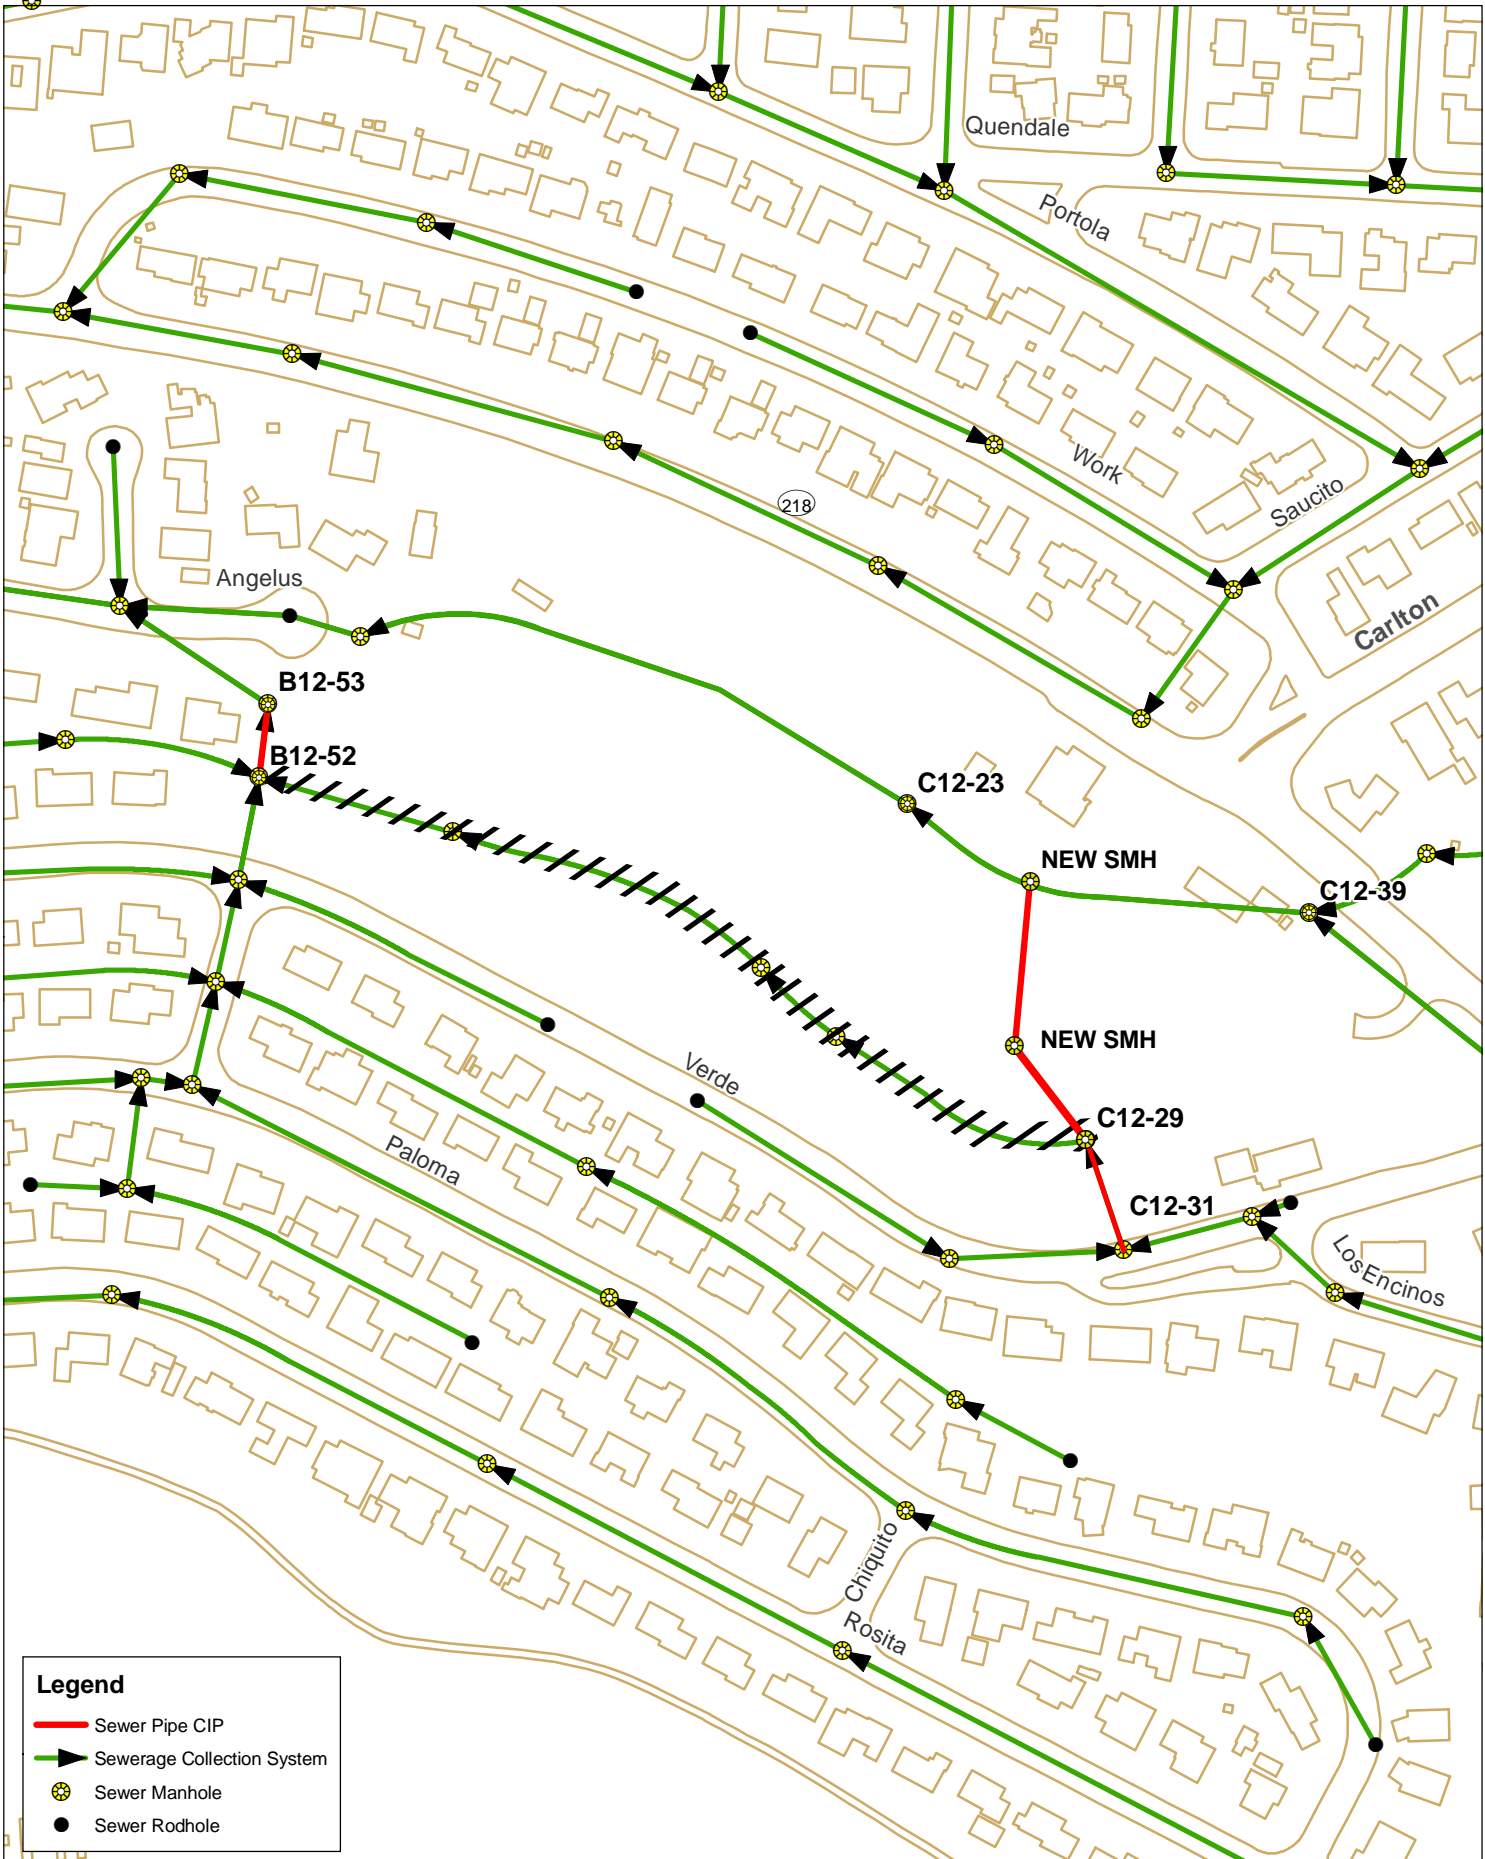 Quendale
Portola
Work
218
Saucito
Carlton
Angelus
B12-53
B12-52
C12-23
NEW SMH
C12-39
NEW SMH
Verde
C12-29
Paloma
C12-31
LosEncinos
Chiquito
Rosita
Legend
Sewer Pipe CIP
Sewerage Collection System
Sewer Manhole
Sewer Rodhole